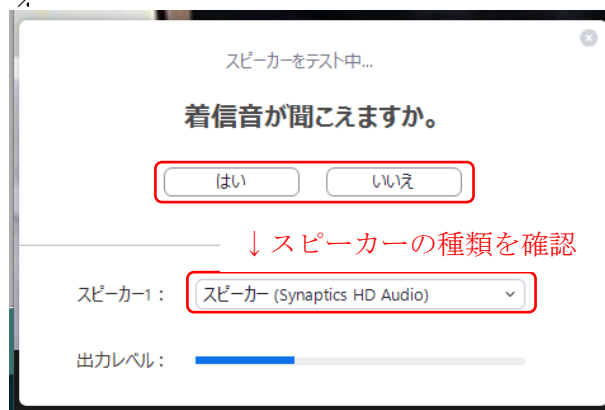 スピーカーをテスト中...
着信音が聞こえますか。
はい いいえ
↓スピーカーの種類を確認
スピーカー1： スピーカー (Synaptics HD Audio)
出力レベル：